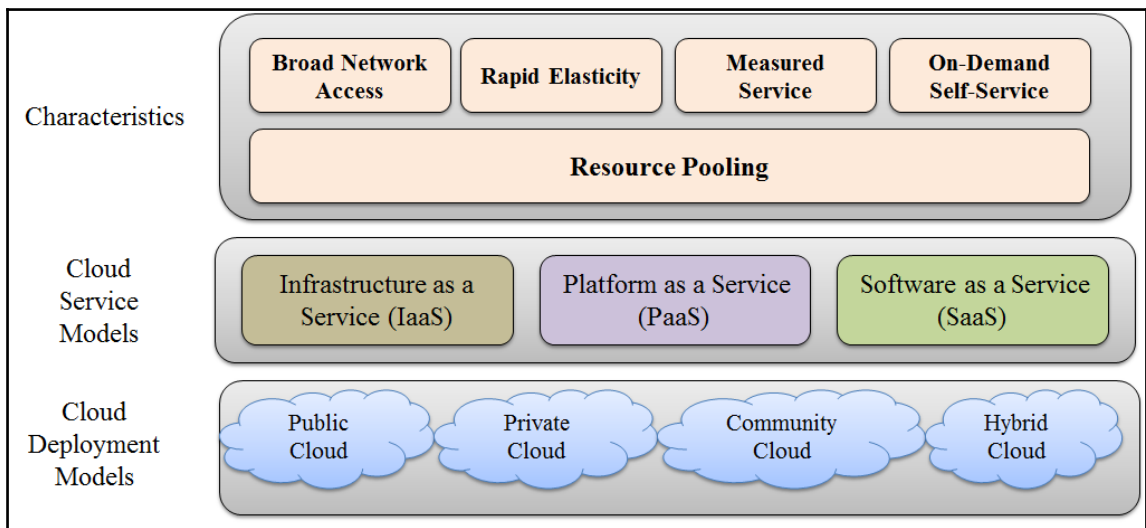 Characteristics
Broad Network
Access
Rapid Elasticity
Measured
Service
On-Demand
Self-Service
Resource Pooling
Cloud
Service
Models
Infrastructure as a
Service (IaaS)
Platform as a Service
(PaaS)
Software as a Service
(SaaS)
Cloud
Deployment
Models
Public
Cloud
Private
Cloud
Community
Cloud
Hybrid
Cloud